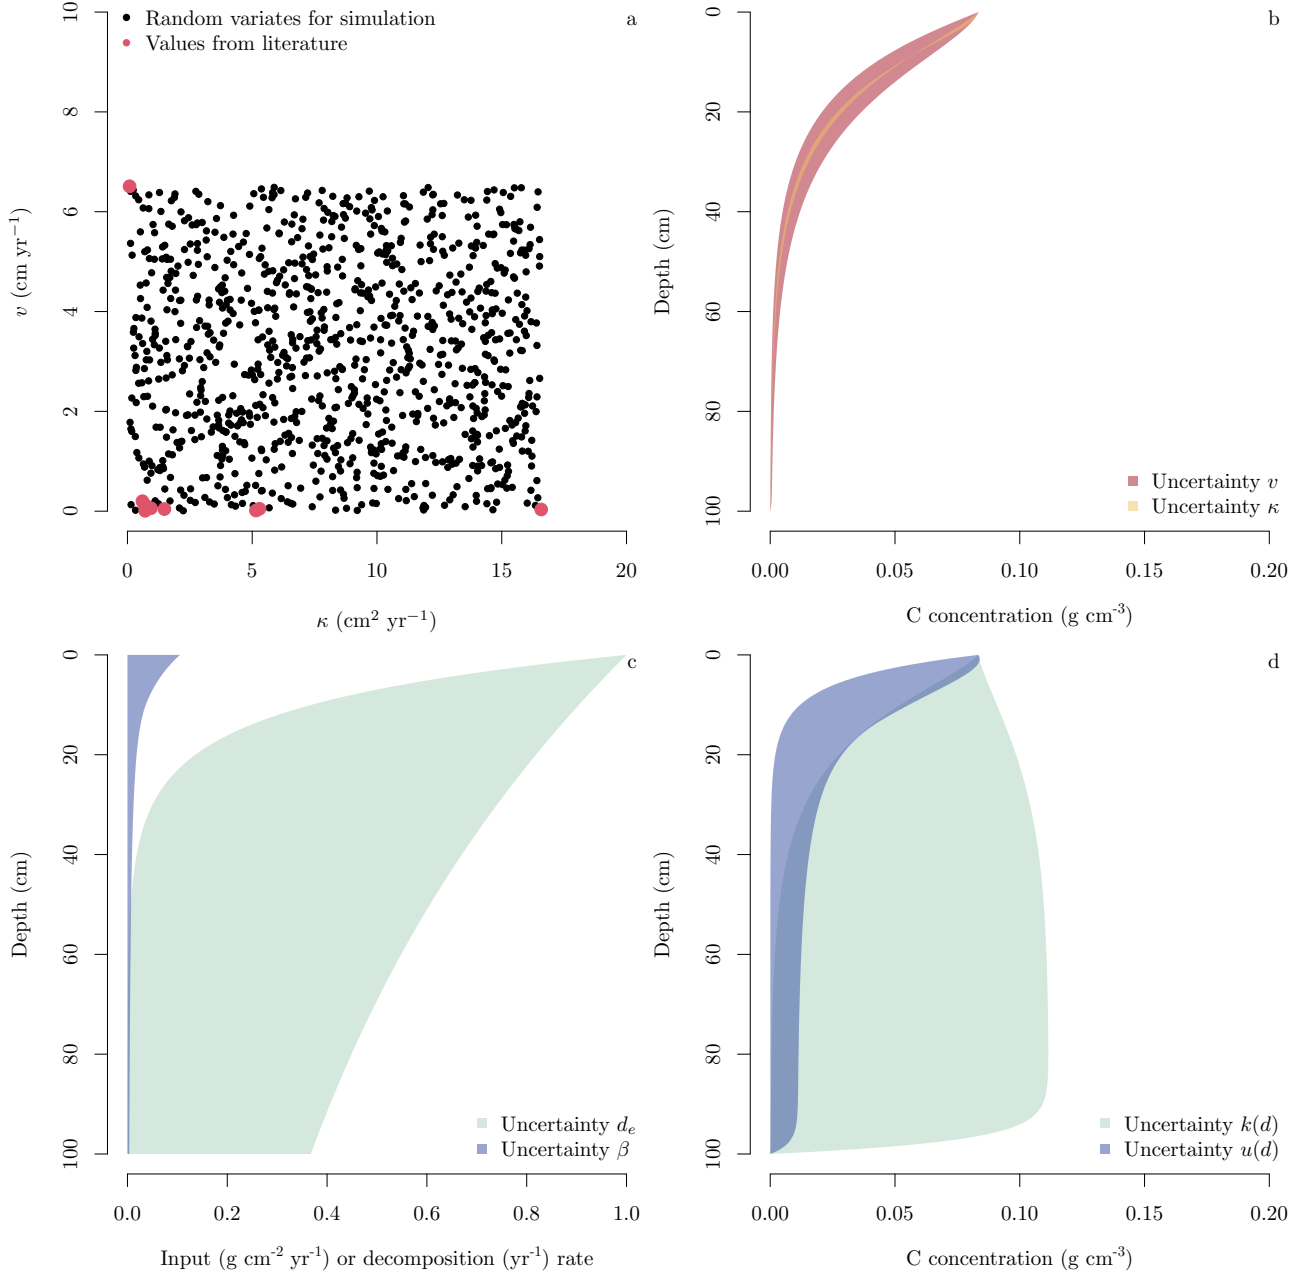 Random variates for simulation
Values from literature
a
10
8
6
4
2
0
v (cm yr⁻¹)
0 5 10 15 20
κ (cm² yr⁻¹)
b
0
20
40
60
80
100
Depth (cm)
Uncertainty v
Uncertainty κ
0.00 0.05 0.10 0.15 0.20
C concentration (g cm⁻³)
c
0
20
40
60
80
100
Depth (cm)
Uncertainty dₑ
Uncertainty β
0.0 0.2 0.4 0.6 0.8 1.0
Input (g cm⁻² yr⁻¹) or decomposition (yr⁻¹) rate
d
0
20
40
60
80
100
Depth (cm)
Uncertainty k(d)
Uncertainty u(d)
0.00 0.05 0.10 0.15 0.20
C concentration (g cm⁻³)